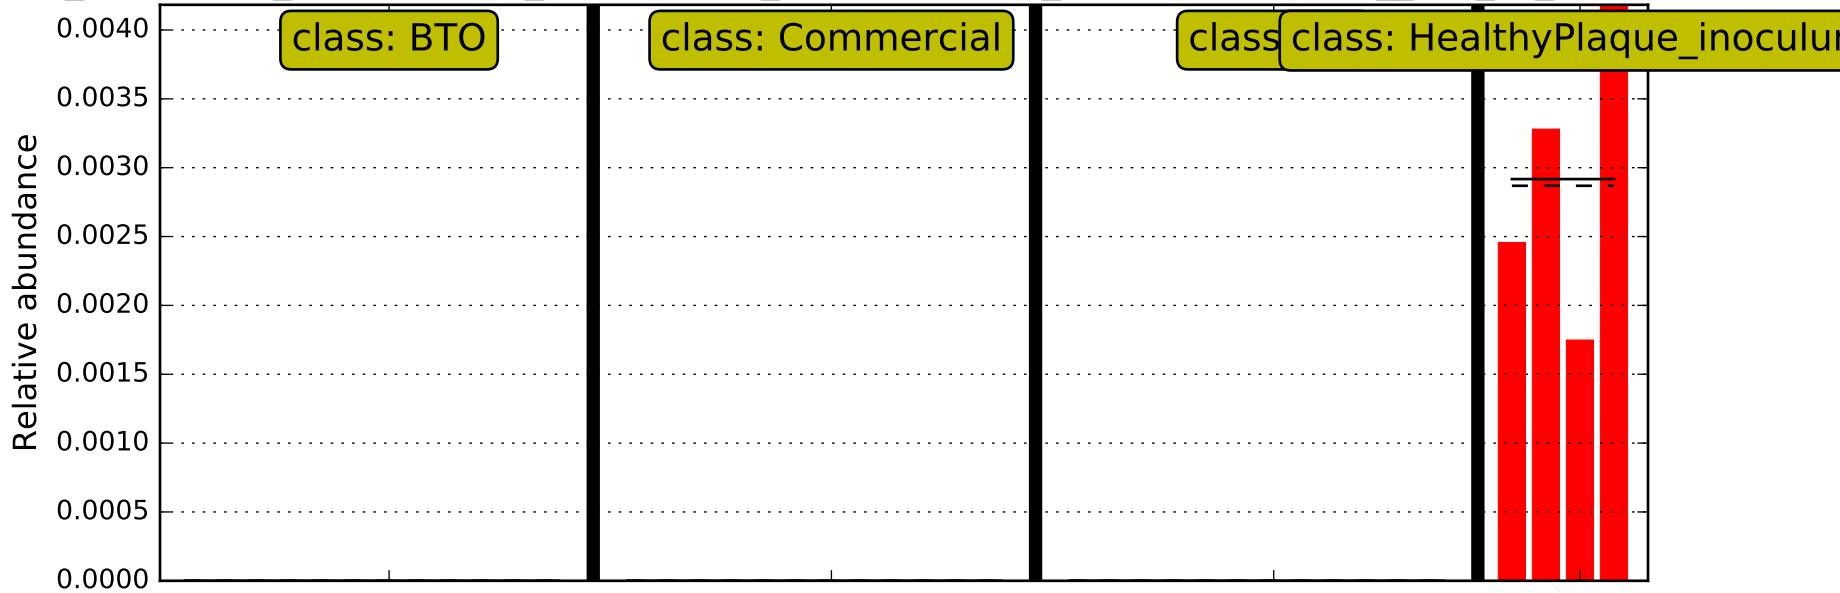 0.0040
0.0035
0.0030
0.0025
0.0020
0.0015
0.0010
0.0005
0.0000
Relative abundance
class: BTO
class: Commercial
class
class: HealthyPlaque_inoculu